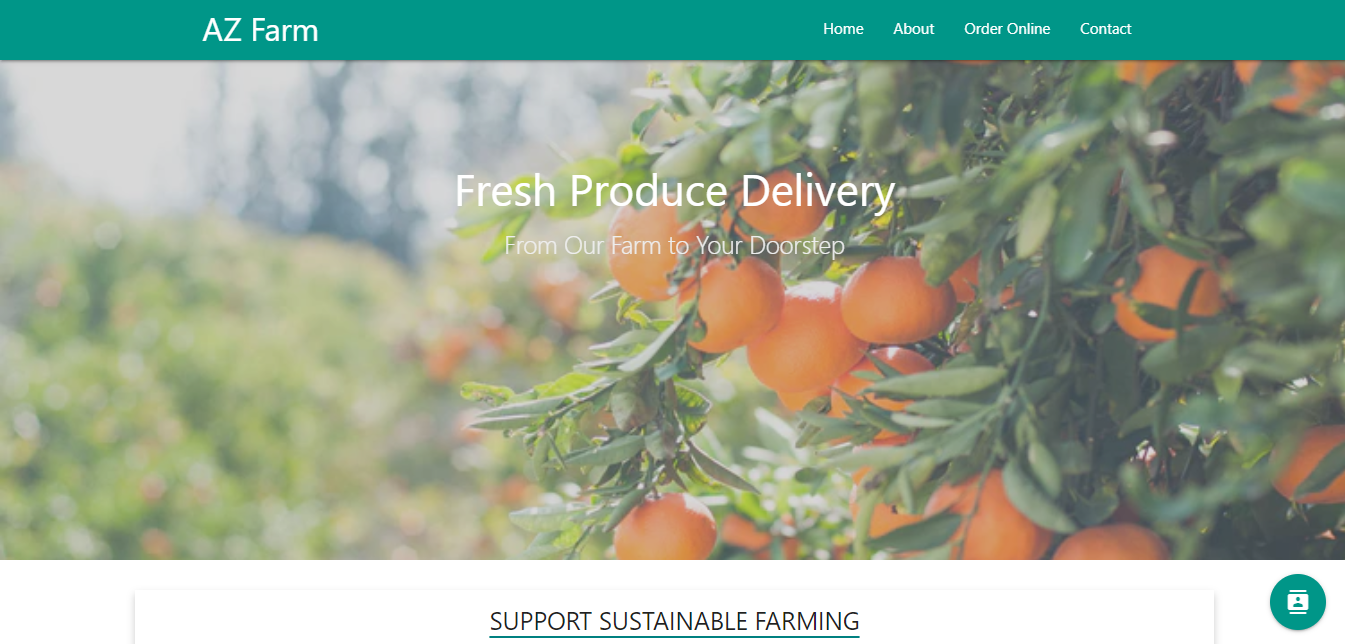 AZ Farm
Home About Order Online Contact
Fresh Produce Delivery
From Our Farm to Your Doorstep
SUPPORT SUSTAINABLE FARMING